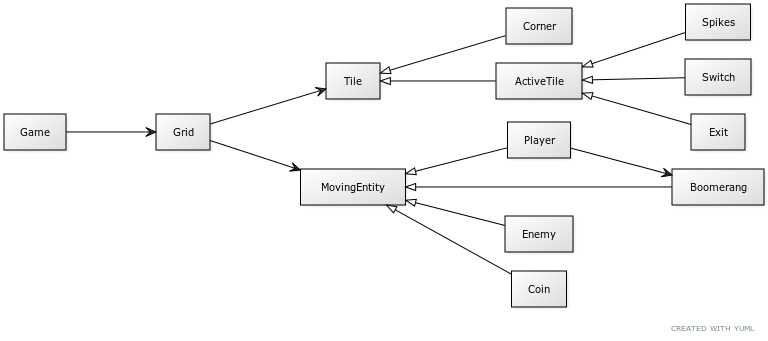 Corner
Spikes
Tile
ActiveTile
Switch
Game
Grid
Player
Exit
MovingEntity
Boomerang
Enemy
Coin
CREATED WITH YUML